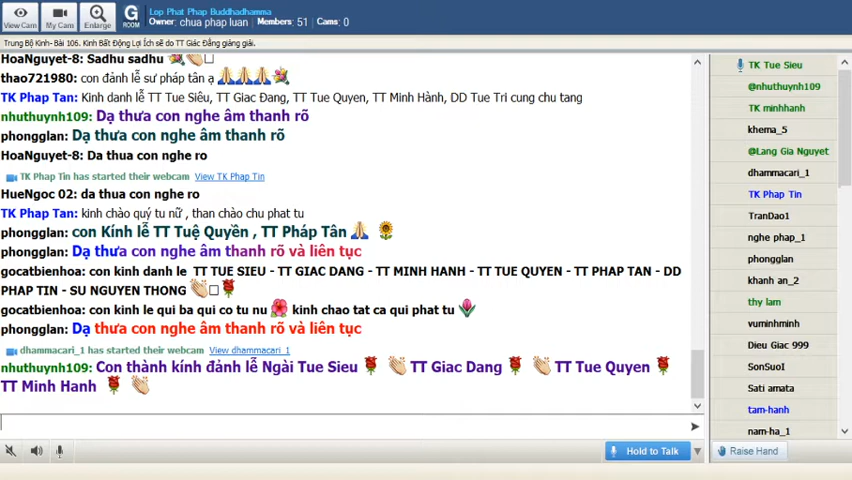 View Cam
My Cam
Enlarge
G
ROOM
Lop Phat Phap Buddhadhamma
Owner: chua phap luan / Members: 51 / Cams: 0
Trung Bộ Kinh- Bài 106. Kinh Bất Động Lợi Ích sẽ do TT Giác Đẳng giảng giải.
HoaNguyet-8: Sadhu sadhu
thao721980: con đảnh lễ sư pháp tân ạ
TK Phap Tan: Kinh danh lễ TT Tue Siêu, TT Giac Đang, TT Tue Quyen, TT Minh Hành, DD Tue Tri cung chu tang
nhuthuynh109: Dạ thưa con nghe âm thanh rõ
phongglan: Dạ thưa con nghe âm thanh rõ
HoaNguyet-8: Da thua con nghe ro
TK Phap Tin has started their webcam View TK Phap Tin
HueNgoc 02: da thua con nghe ro
TK Phap Tan: kinh chào quý tu nữ , than chào chu phat tu
phongglan: con Kính lễ TT Tuệ Quyền , TT Pháp Tân
phongglan: Dạ thưa con nghe âm thanh rõ và liên tục
gocatbienhoa: con kinh danh le TT TUE SIEU - TT GIAC DANG - TT MINH HANH - TT TUE QUYEN - TT PHAP TAN - DD
PHAP TIN - SU NGUYEN THONG
gocatbienhoa: con kinh le qui ba qui co tu nu kinh chao tat ca qui phat tu
phongglan: Dạ thưa con nghe âm thanh rõ và liên tục
dhammacari_1 has started their webcam View dhammacari_1
nhuthuynh109: Con thành kính đảnh lễ Ngài Tue Sieu TT Giac Dang TT Tue Quyen
TT Minh Hanh
Hold to Talk
TK Tue Sieu
@nhuthuynh109
TK minhhanh
khema_5
@Lang Gia Nguyet
dhammacari_1
TK Phap Tin
TranDao1
nghe phap_1
phongglan
khanh an_2
thy lam
vuminhminh
Dieu Giac 999
SonSuoI
Sati amata
tam-hanh
nam-ha_1
Raise Hand